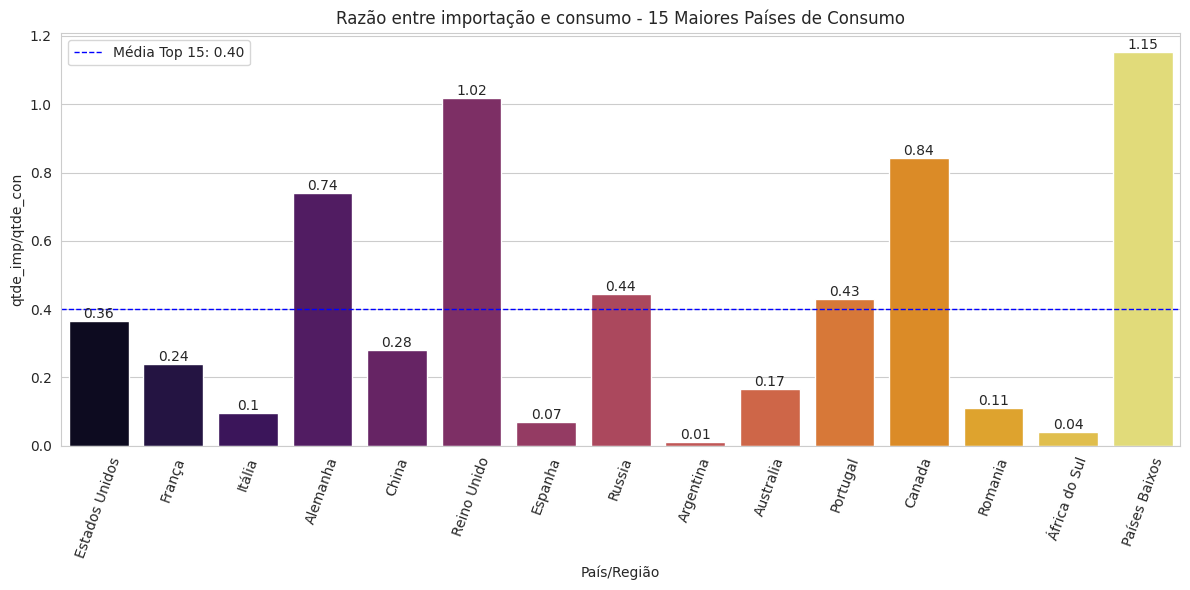 Razão entre importação e consumo - 15 Maiores Países de Consumo
Média Top 15: 0.40
qtde_imp/qtde_con
1.2
1.0
0.8
0.6
0.4
0.2
0.0
0.36
0.24
0.1
0.74
0.28
1.02
0.07
0.44
0.01
0.17
0.43
0.84
0.11
0.04
1.15
Estados Unidos
França
Itália
Alemanha
China
Reino Unido
Espanha
Russia
Argentina
Australia
Portugal
Canada
Romania
África do Sul
Países Baixos
País/Região